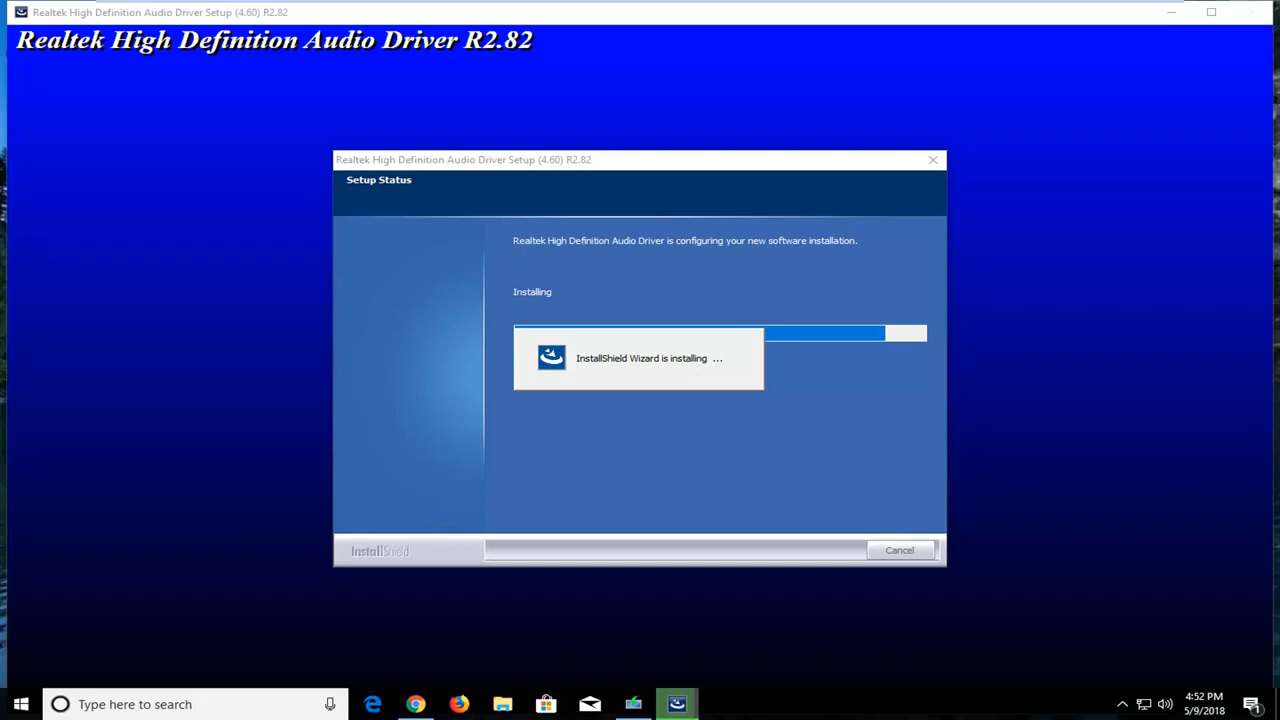 Realtek High Definition Audio Driver Setup (4.60) R2.82
Realtek High Definition Audio Driver R2.82
Realtek High Definition Audio Driver Setup (4.60) R2.82
Setup Status
Realtek High Definition Audio Driver is configuring your new software installation.
Installing
InstallShield Wizard is installing ...
InstallShield
Cancel
Type here to search
4:52 PM
5/9/2018
1